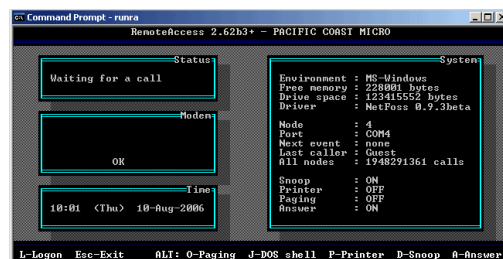 Command Prompt - runra
RemoteAccess 2.62b3+ - PACIFIC COAST MICRO
Status
Waiting for a call
Modem
OK
Time
10:01 (Thu) 10-Aug-2006
System
Environment : MS-Windows
Free memory : 228001 bytes
Drive space : 123415552 bytes
Driver : NetFoss 0.9.3beta
Node : 4
Port : COM4
Next event : none
Last caller : Guest
All nodes : 1948291361 calls
Snoop : ON
Printer : OFF
Paging : OFF
Answer : ON
L-Logon Esc-Exit ALT: O-Paging J-DOS shell P-Printer D-Snoop A-Answer